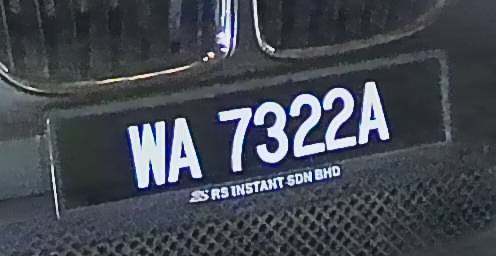 WA 7322A
RS INSTANT SDN BHD